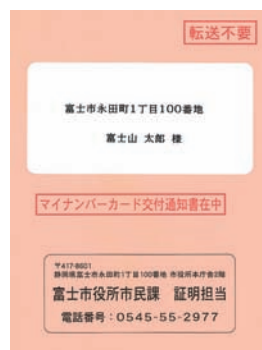 転送不要
富士市永田町1丁目100番地
富士山 太郎 様
マイナンバーカード交付通知書在中
〒417-8601
静岡県富士市永田町1丁目100番地 市役所本庁舎2階
富士市役所市民課 証明担当
電話番号:0545-55-2977